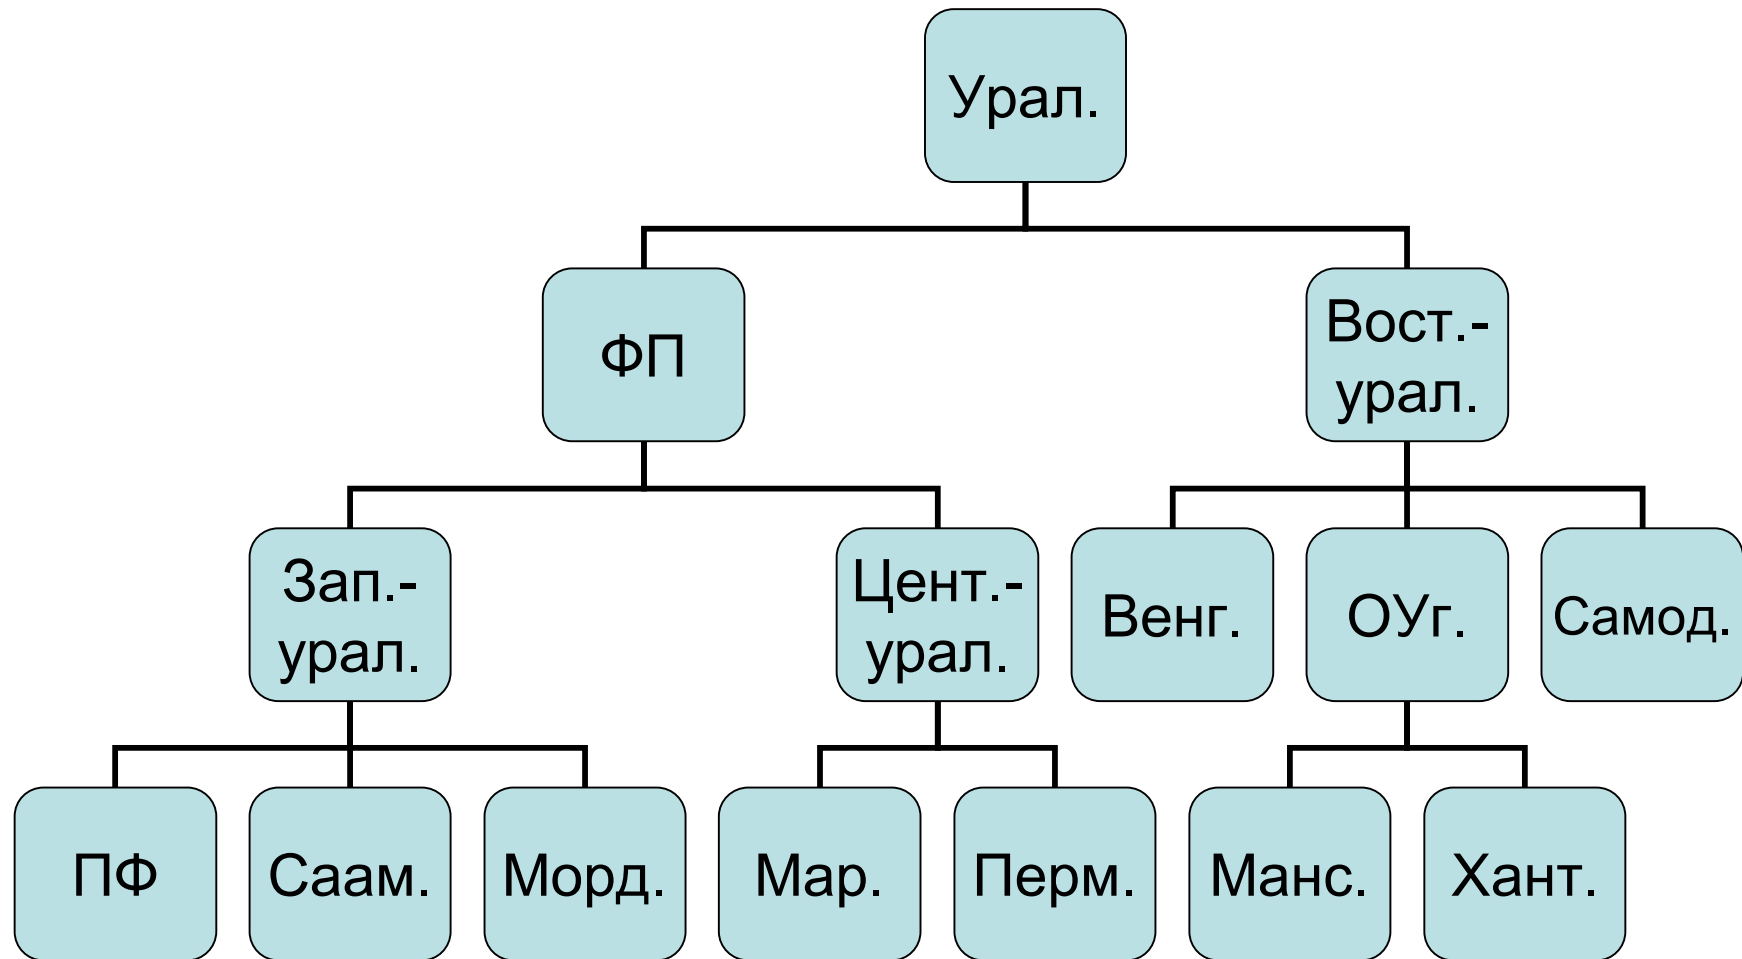 Урал.
ФП
Вост.-
урал.
Зап.-
урал.
Цент.-
урал.
Венг.
ОУг.
Самод.
ПФ
Саам.
Морд.
Мар.
Перм.
Манс.
Хант.